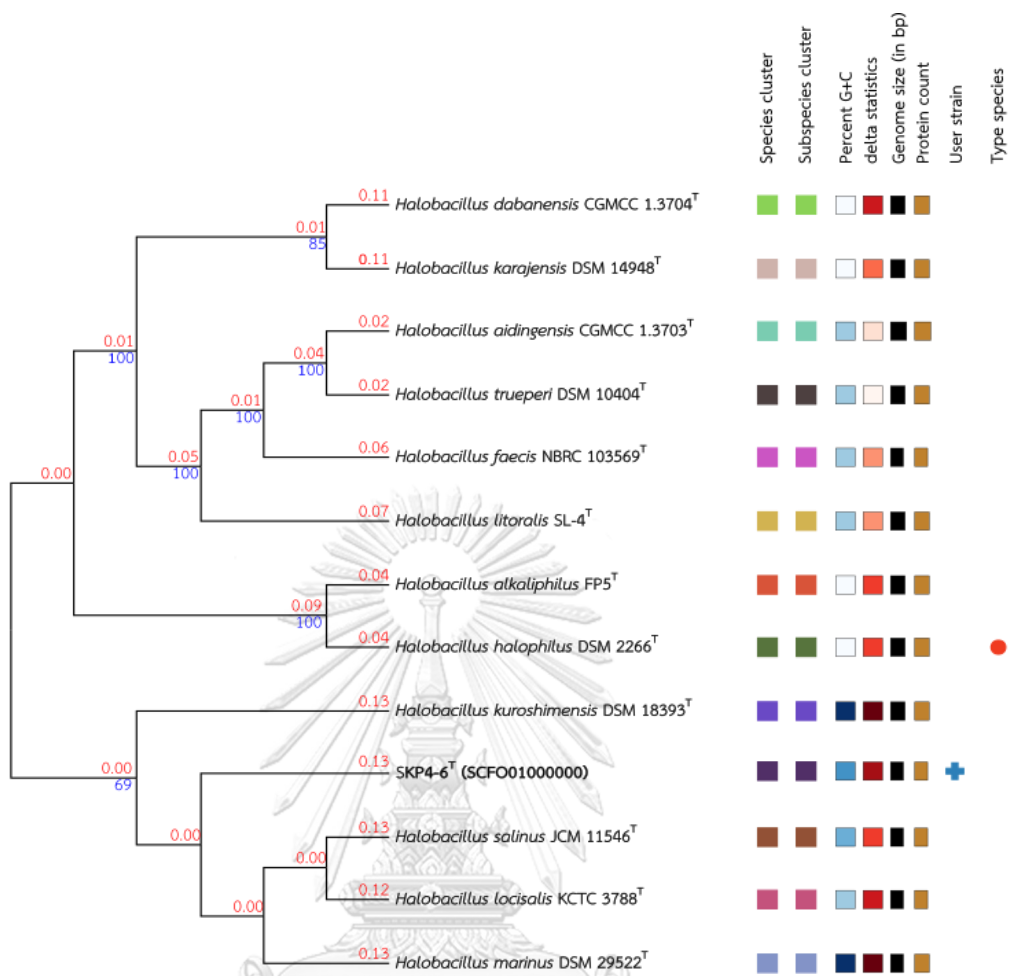 Species cluster
Subspecies cluster
Percent G+C
delta statistics
Genome size (in bp)
Protein count
User strain
Type species
0.11 Halobacillus dabanensis CGMCC 1.3704ᵀ
0.01
85
0.11 Halobacillus karajensis DSM 14948ᵀ
0.02 Halobacillus aidingensis CGMCC 1.3703ᵀ
0.01
100
0.04
100
0.02 Halobacillus trueperi DSM 10404ᵀ
0.01
100
0.06 Halobacillus faecis NBRC 103569ᵀ
0.05
100
0.00
0.07 Halobacillus litoralis SL-4ᵀ
0.04 Halobacillus alkaliphilus FP5ᵀ
0.09
100
0.04 Halobacillus halophilus DSM 2266ᵀ
0.13 Halobacillus kuroshimensis DSM 18393ᵀ
0.00
69
0.13 SKP4-6ᵀ (SCFO01000000)
0.00
0.13 Halobacillus salinus JCM 11546ᵀ
0.00
0.12 Halobacillus locisalis KCTC 3788ᵀ
0.00
0.13 Halobacillus marinus DSM 29522ᵀ